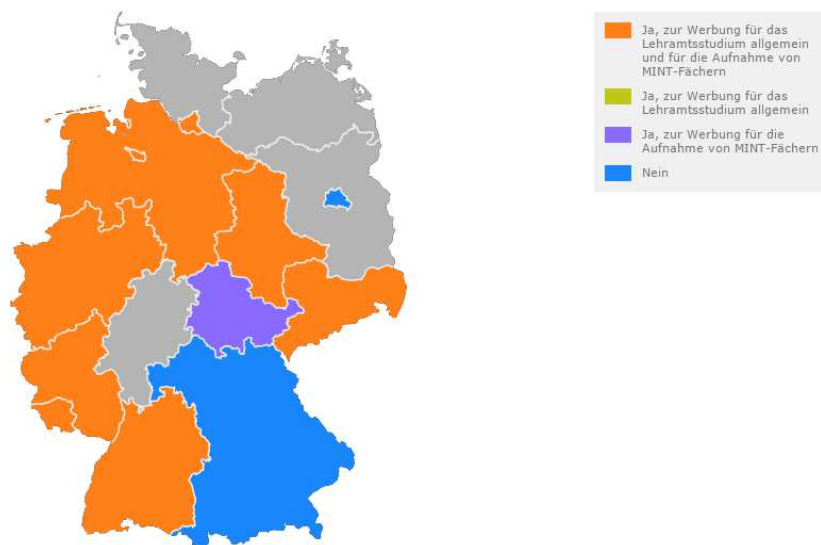 Ja, zur Werbung für das
Lehramtsstudium allgemein
und für die Aufnahme von
MINT-Fächern
Ja, zur Werbung für das
Lehramtsstudium allgemein
Ja, zur Werbung für die
Aufnahme von MINT-Fächern
Nein